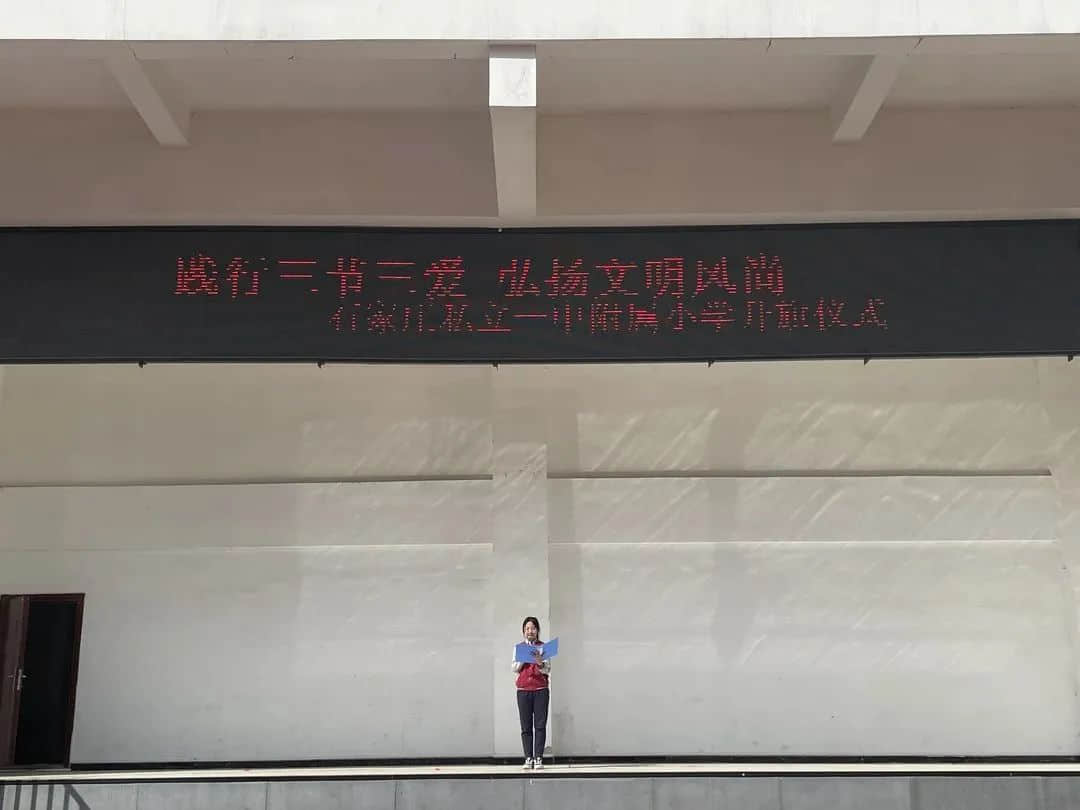 践行三节三爱 弘扬文明风尚
石家庄私立一中附属小学升旗仪式